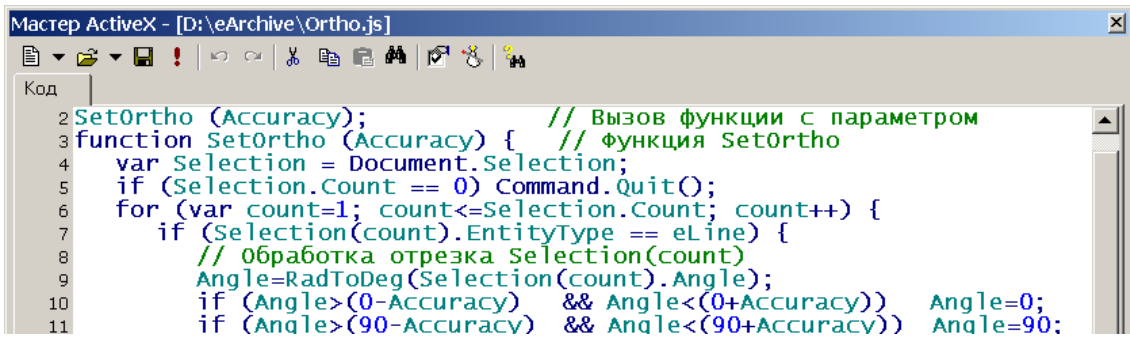 Мастер ActiveX - [D:\eArchive\Ortho.js]
Код
2 SetOrtho (Accuracy); // Вызов функции с параметром
3 function SetOrtho (Accuracy) { // Функция SetOrtho
4 var Selection = Document.Selection;
5 if (Selection.Count == 0) Command.Quit();
6 for (var count=1; count<=Selection.Count; count++) {
7 if (Selection(count).EntityType == eLine) {
8 // Обработка отрезка Selection(count)
9 Angle=RadToDeg(Selection(count).Angle);
10 if (Angle>(0-Accuracy) && Angle<(0+Accuracy)) Angle=0;
11 if (Angle>(90-Accuracy) && Angle<(90+Accuracy)) Angle=90;